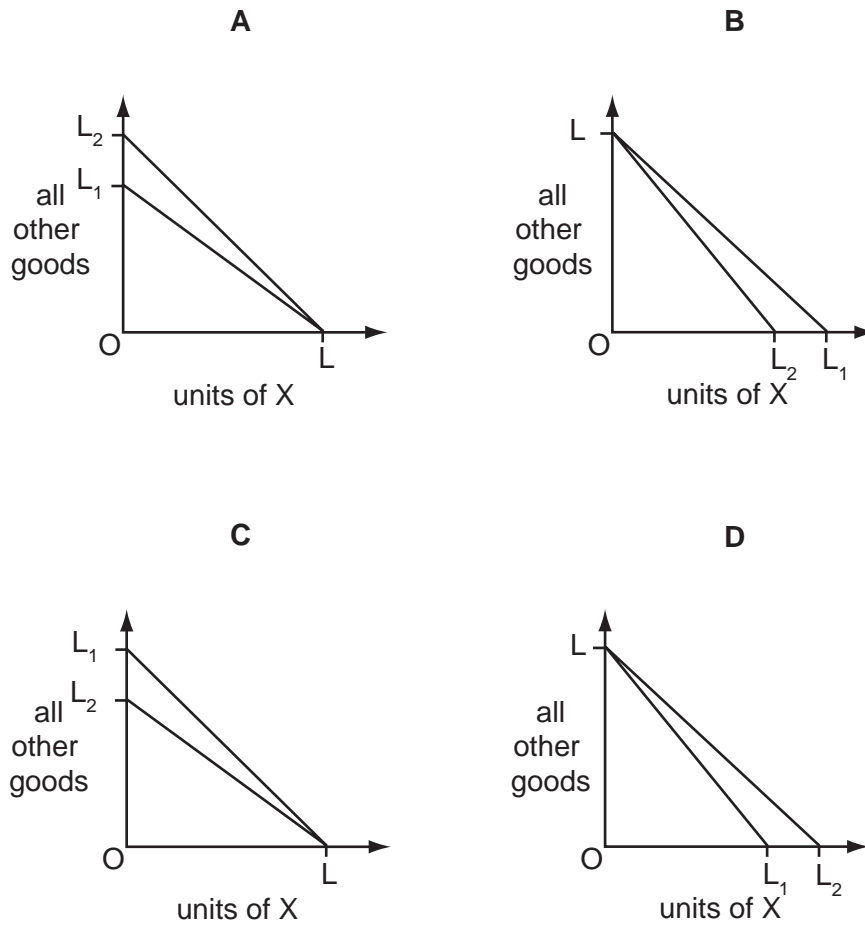 A
L₂
L₁
all
other
goods
O
L
units of X
B
L
all
other
goods
O
L₂
L₁
units of X
C
L₁
L₂
all
other
goods
O
L
units of X
D
L
all
other
goods
O
L₁
L₂
units of X